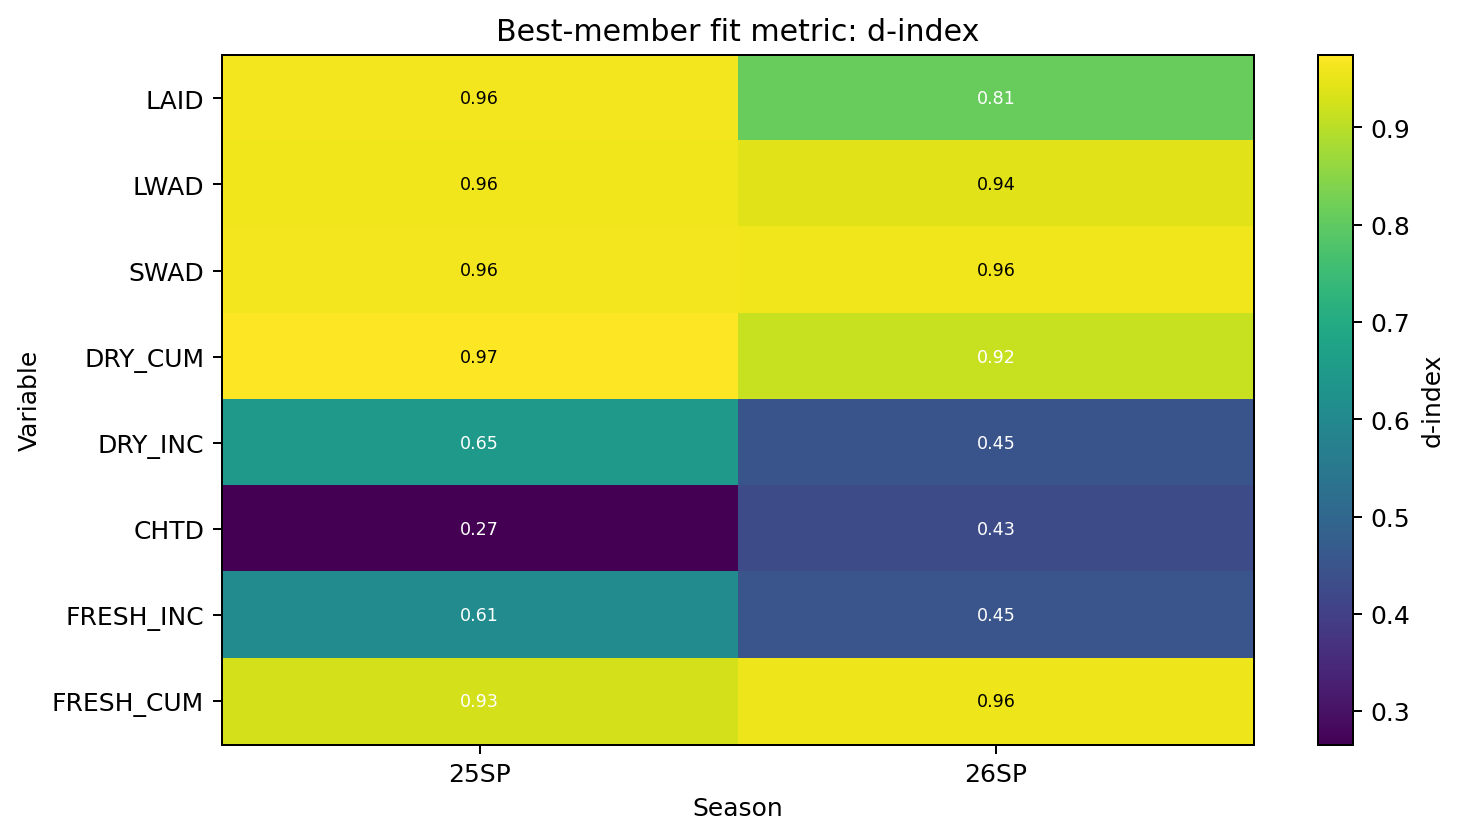 Best-member fit metric: d-index
LAID 0.96 0.81
LWAD 0.96 0.94
SWAD 0.96 0.96
DRY_CUM 0.97 0.92
DRY_INC 0.65 0.45
CHTD 0.27 0.43
FRESH_INC 0.61 0.45
FRESH_CUM 0.93 0.96
25SP 26SP
Season
Variable
0.9
0.8
0.7
0.6
0.5
0.4
0.3
d-index